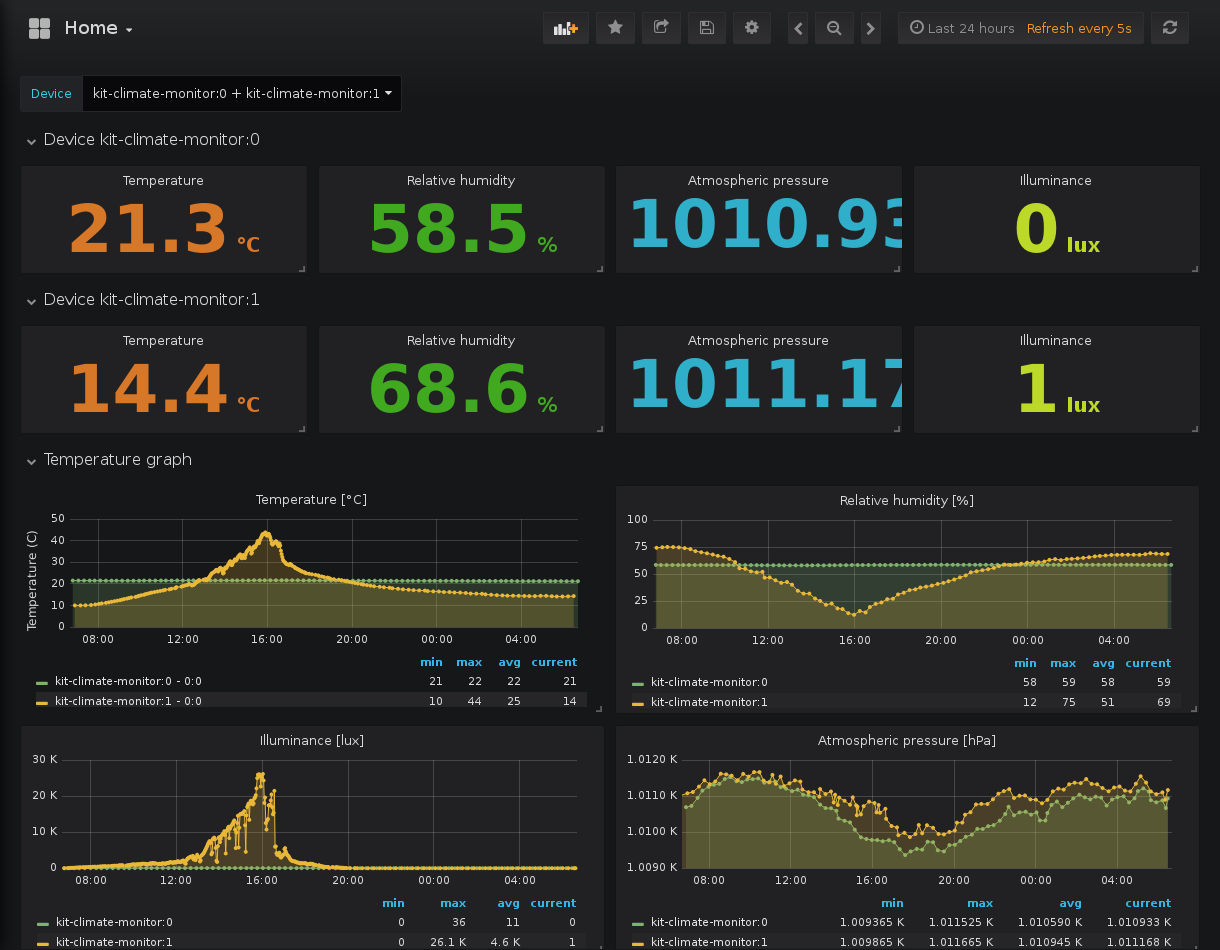 Home
Last 24 hours Refresh every 5s
Device kit-climate-monitor:0 + kit-climate-monitor:1
Device kit-climate-monitor:0
Temperature Relative humidity Atmospheric pressure Illuminance
21.3 °C 58.5 % 1010.93 0 lux
Device kit-climate-monitor:1
Temperature Relative humidity Atmospheric pressure Illuminance
14.4 °C 68.6 % 1011.17 1 lux
Temperature graph
Temperature [°C]
Temperature (C)
50
40
30
20
10
0
08:00 12:00 16:00 20:00 00:00 04:00
min max avg current
kit-climate-monitor:0 - 0:0 21 22 22 21
kit-climate-monitor:1 - 0:0 10 44 25 14
Relative humidity [%]
100
75
50
25
0
08:00 12:00 16:00 20:00 00:00 04:00
min max avg current
kit-climate-monitor:0 58 59 58 59
kit-climate-monitor:1 12 75 51 69
Illuminance [lux]
30 K
20 K
10 K
0
08:00 12:00 16:00 20:00 00:00 04:00
min max avg current
kit-climate-monitor:0 0 36 11 0
kit-climate-monitor:1 0 26.1 K 4.6 K 1
Atmospheric pressure [hPa]
1.0120 K
1.0110 K
1.0100 K
1.0090 K
08:00 12:00 16:00 20:00 00:00 04:00
min max avg current
kit-climate-monitor:0 1.009365 K 1.011525 K 1.010590 K 1.010933 K
kit-climate-monitor:1 1.009865 K 1.011665 K 1.010945 K 1.011168 K